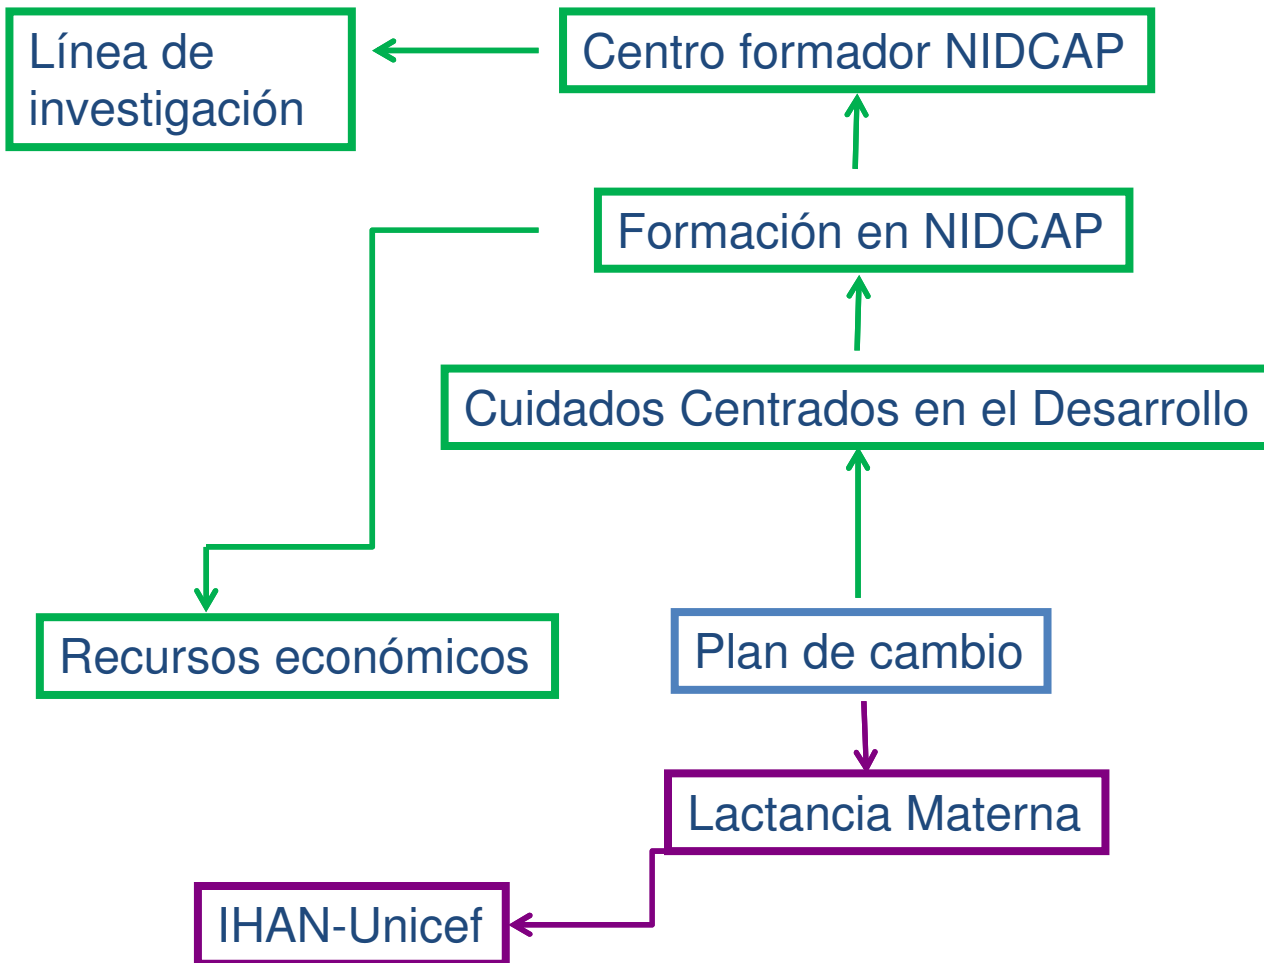 Línea de
investigación
Centro formador NIDCAP
Formación en NIDCAP
Cuidados Centrados en el Desarrollo
Recursos económicos
Plan de cambio
Lactancia Materna
IHAN-Unicef